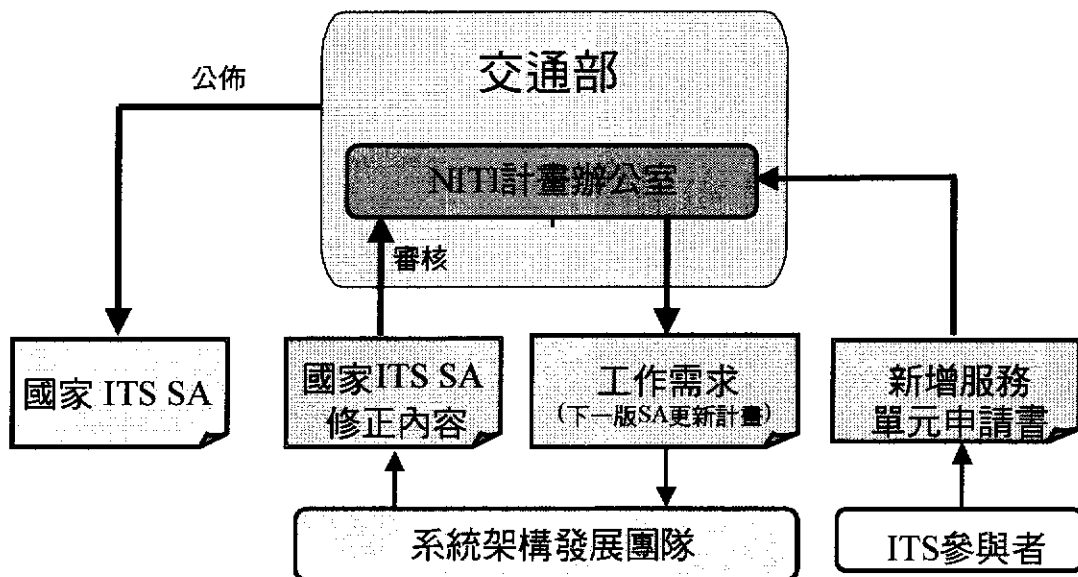 交通部
公佈
NITI計畫辦公室
審核
國家 ITS SA
國家 ITS SA
修正內容
工作需求
(下一版SA更新計畫)
新增服務
單元申請書
系統架構發展團隊
ITS參與者